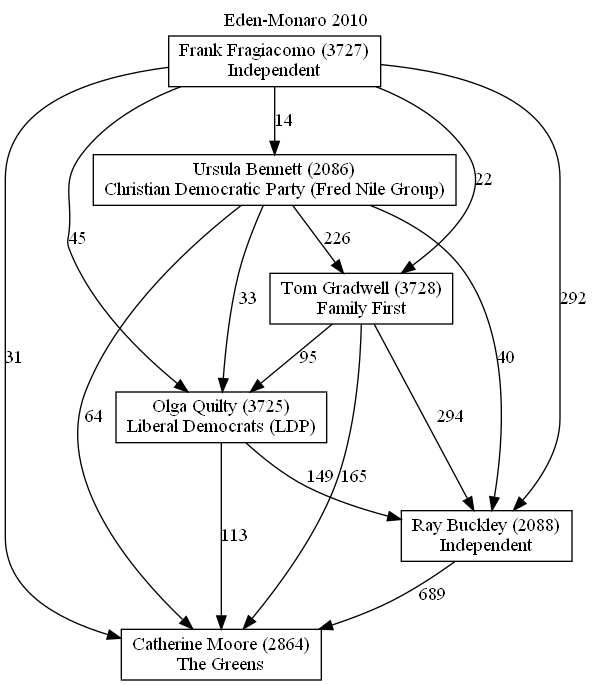 Eden-Monaro 2010
Frank Fragiacomo (3727)
Independent
14
Ursula Bennett (2086)
Christian Democratic Party (Fred Nile Group)
22
45
226
Tom Gradwell (3728)
Family First
33
292
31
95
40
64
294
Olga Quilty (3725)
Liberal Democrats (LDP)
149
165
113
Ray Buckley (2088)
Independent
689
Catherine Moore (2864)
The Greens